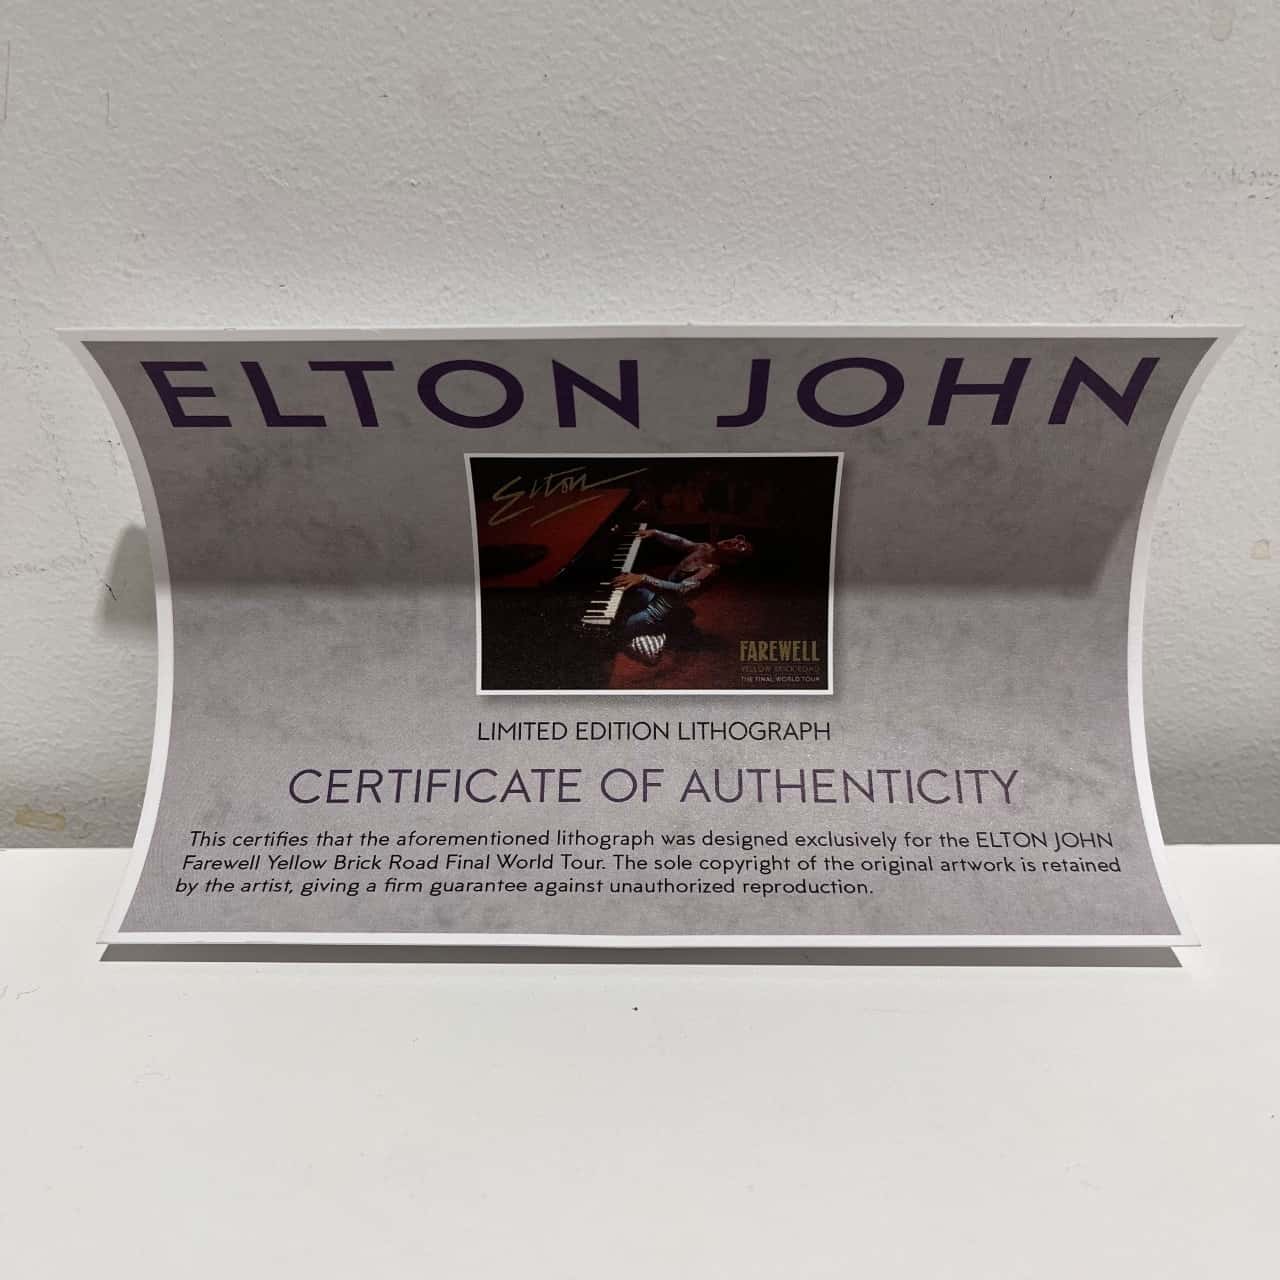 ELTON JOHN
Elton
FAREWELL
YELLOW BRICK ROAD
THE FINAL WORLD TOUR
LIMITED EDITION LITHOGRAPH
CERTIFICATE OF AUTHENTICITY
This certifies that the aforementioned lithograph was designed exclusively for the ELTON JOHN
Farewell Yellow Brick Road Final World Tour. The sole copyright of the original artwork is retained
by the artist, giving a firm guarantee against unauthorized reproduction.